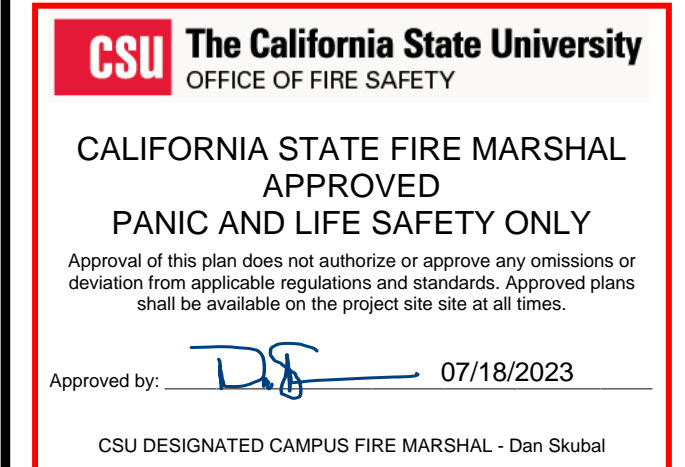 CSU The California State University
OFFICE OF FIRE SAFETY
CALIFORNIA STATE FIRE MARSHAL
APPROVED
PANIC AND LIFE SAFETY ONLY
Approval of this plan does not authorize or approve any omissions or
deviation from applicable regulations and standards. Approved plans
shall be available on the project site site at all times.
Approved by: 07/18/2023
CSU DESIGNATED CAMPUS FIRE MARSHAL - Dan Skubal